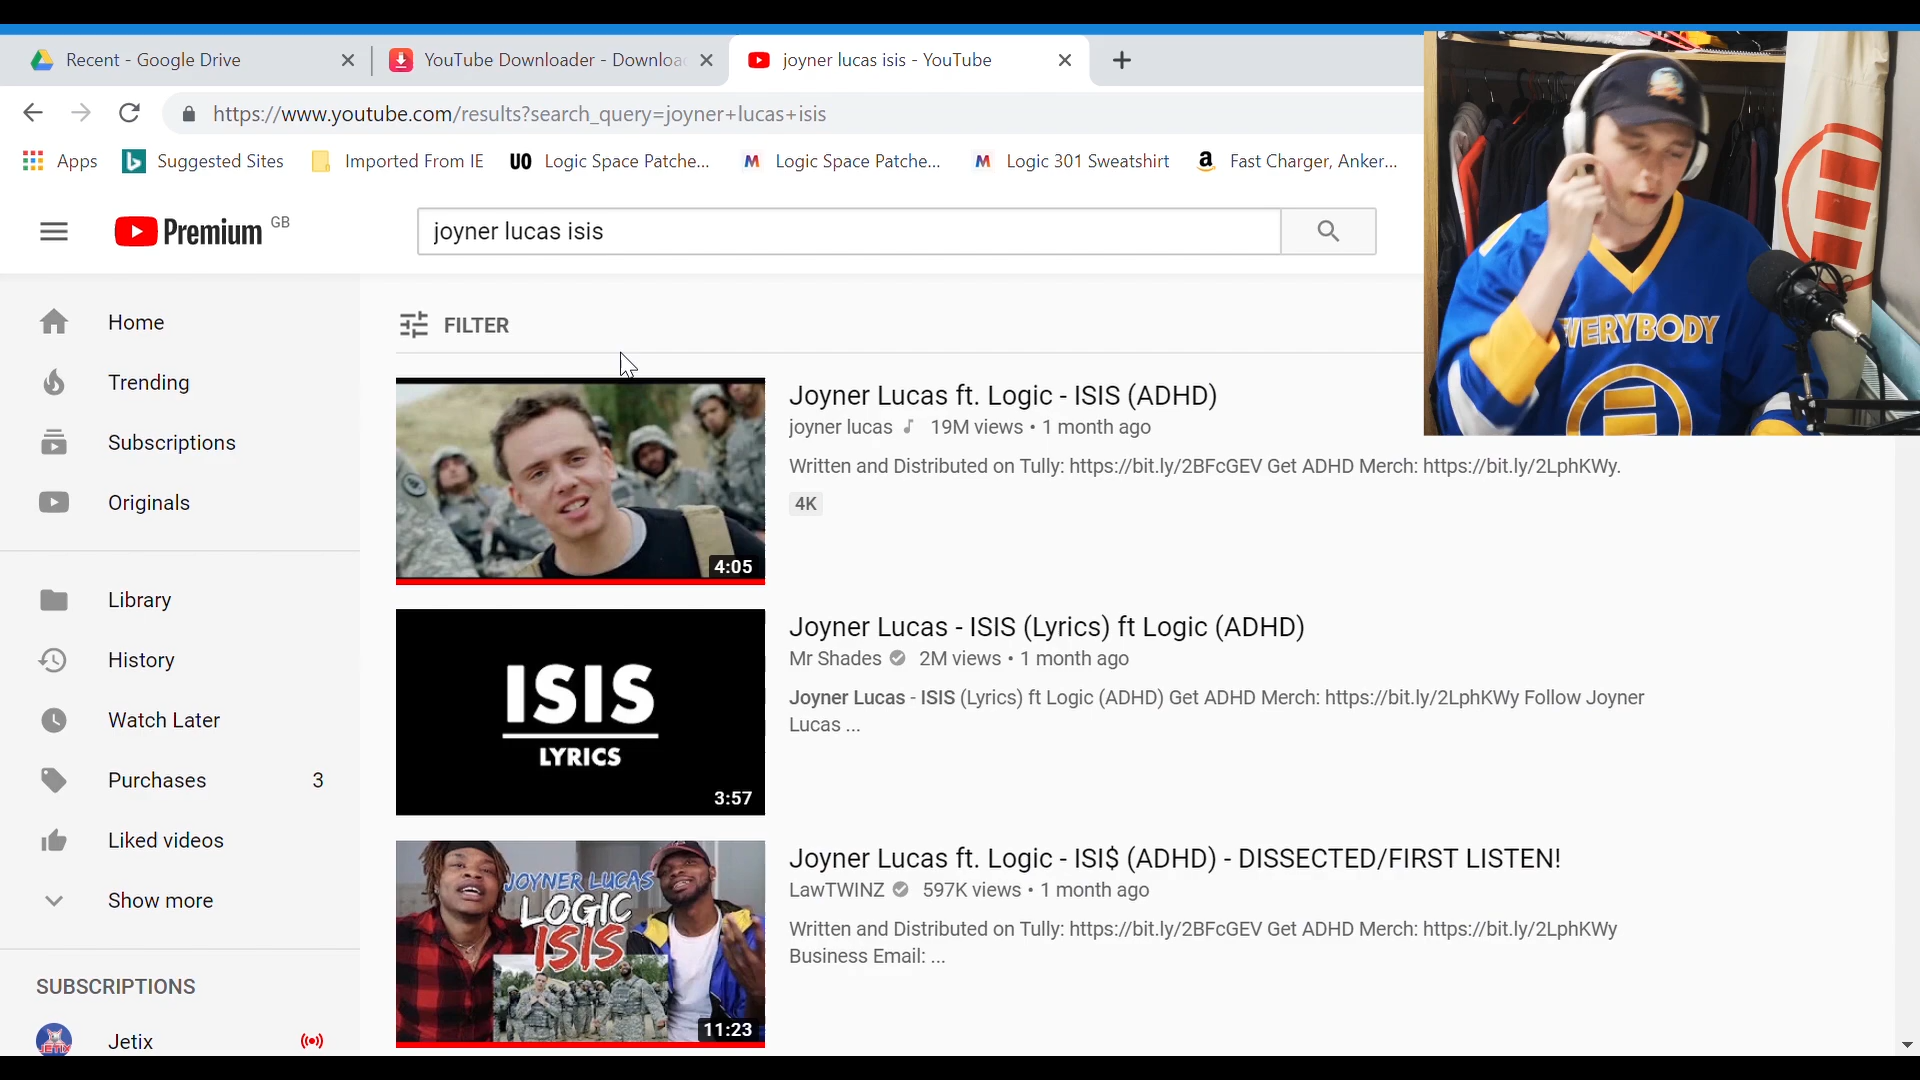 Recent - Google Drive
YouTube Downloader - Downloa
joyner lucas isis - YouTube
https://www.youtube.com/results?search_query=joyner+lucas+isis
Apps
Suggested Sites
Imported From IE
UO Logic Space Patche...
M Logic Space Patche...
M Logic 301 Sweatshirt
a Fast Charger, Anker...
Premium GB
joyner lucas isis
Home
Trending
Subscriptions
Originals
Library
History
Watch Later
Purchases 3
Liked videos
Show more
SUBSCRIPTIONS
JETIX
Jetix
FILTER
4:05
Joyner Lucas ft. Logic - ISIS (ADHD)
joyner lucas 19M views • 1 month ago
Written and Distributed on Tully: https://bit.ly/2BFcGEV Get ADHD Merch: https://bit.ly/2LphKWy.
4K
ISIS
LYRICS
3:57
Joyner Lucas - ISIS (Lyrics) ft Logic (ADHD)
Mr Shades 2M views • 1 month ago
Joyner Lucas - ISIS (Lyrics) ft Logic (ADHD) Get ADHD Merch: https://bit.ly/2LphKWy Follow Joyner
Lucas ...
JOYNER LUCAS
LOGIC
ISIS
11:23
Joyner Lucas ft. Logic - ISI$ (ADHD) - DISSECTED/FIRST LISTEN!
LawTWINZ 597K views • 1 month ago
Written and Distributed on Tully: https://bit.ly/2BFcGEV Get ADHD Merch: https://bit.ly/2LphKWy
Business Email: ...
VERYBODY